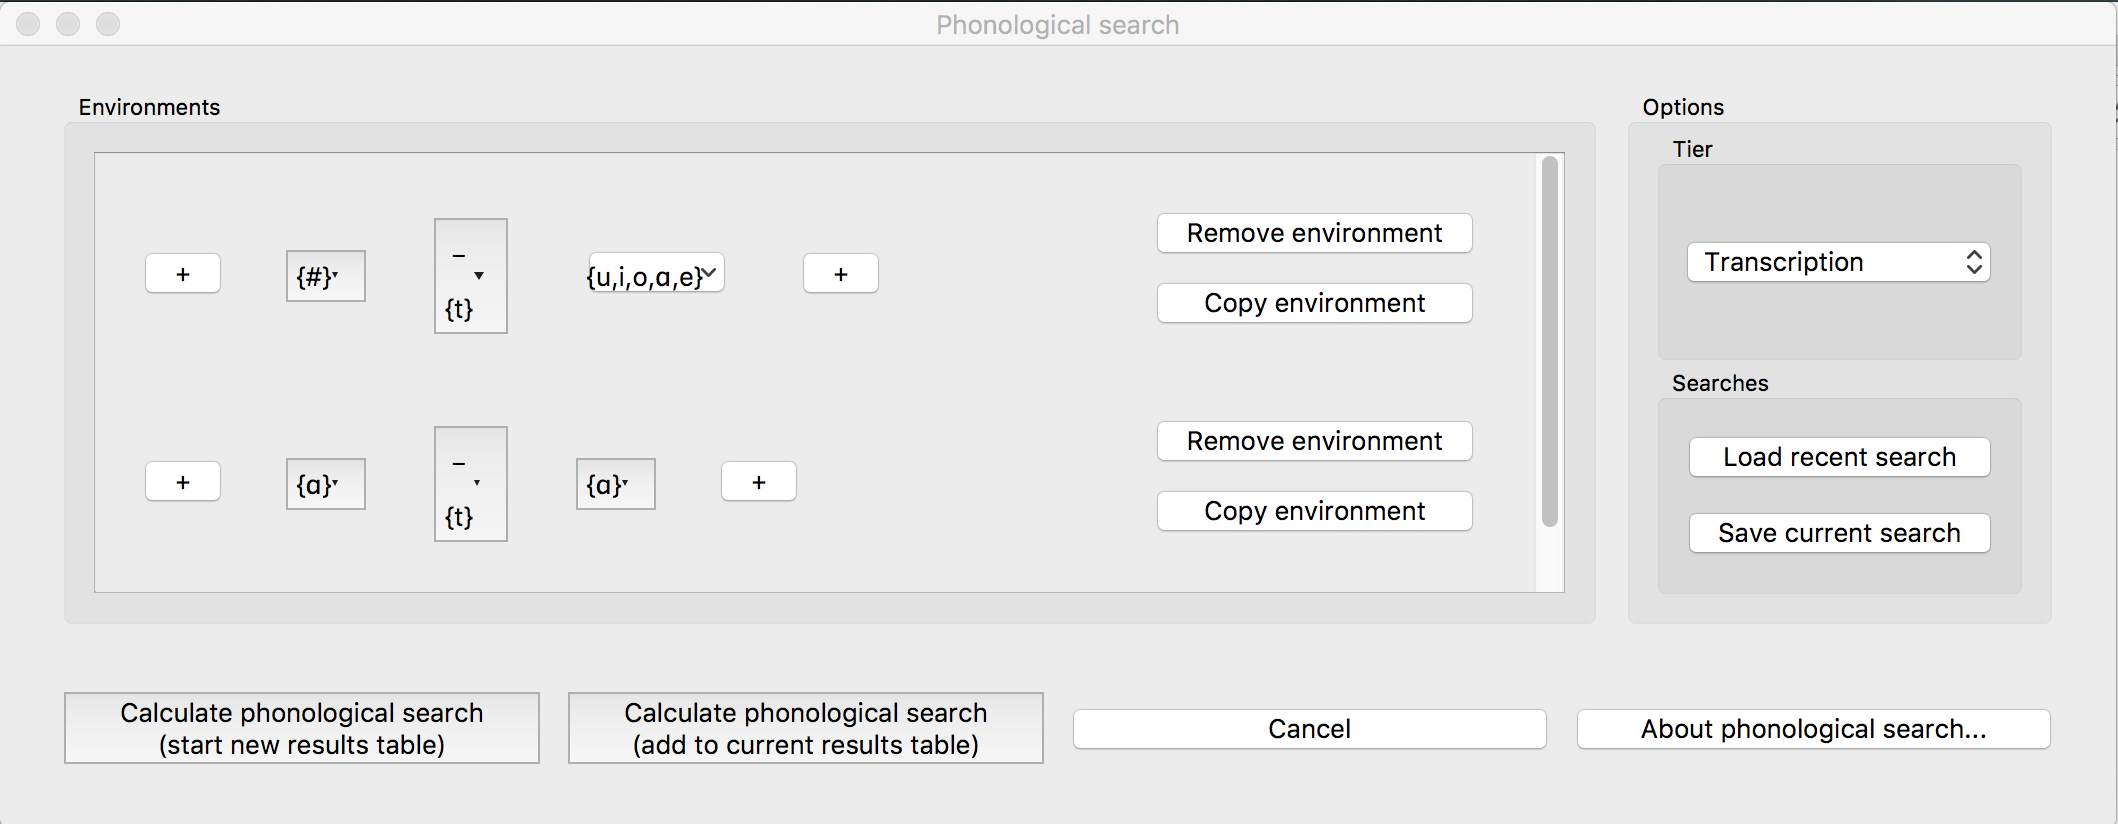 Phonological search
Environments
Options
Tier
+ {#} _ {t} {u,i,o,ɑ,e} +
Remove environment
Copy environment
Transcription
Searches
+ {ɑ} _ {t} {ɑ} +
Remove environment
Copy environment
Load recent search
Save current search
Calculate phonological search
(start new results table)
Calculate phonological search
(add to current results table)
Cancel
About phonological search...